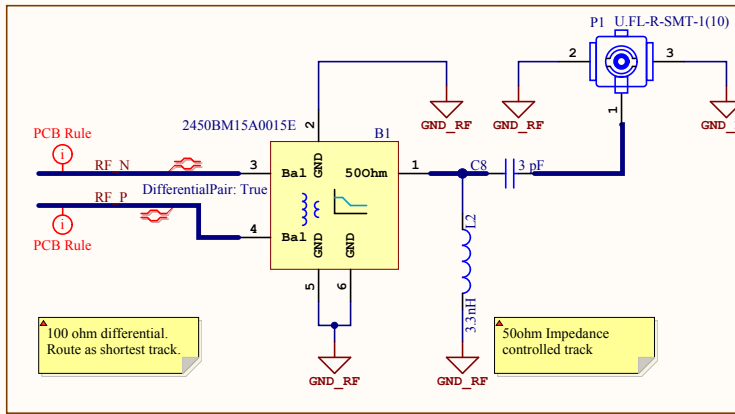 P1 U.FL-R-SMT-1(10)
2
3
1
GND_RF
GND_RF
GND_RF
2450BM15A0015E
2
B1
PCB Rule
i
RF_N
3
Bal
GND
50Ohm
1
C8
3 pF
DifferentialPair: True
RF_P
i
PCB Rule
4
Bal
GND
GND
L2
3.3nH
5
6
100 ohm differential.
Route as shortest track.
50ohm Impedance
controlled track
GND_RF
GND_RF